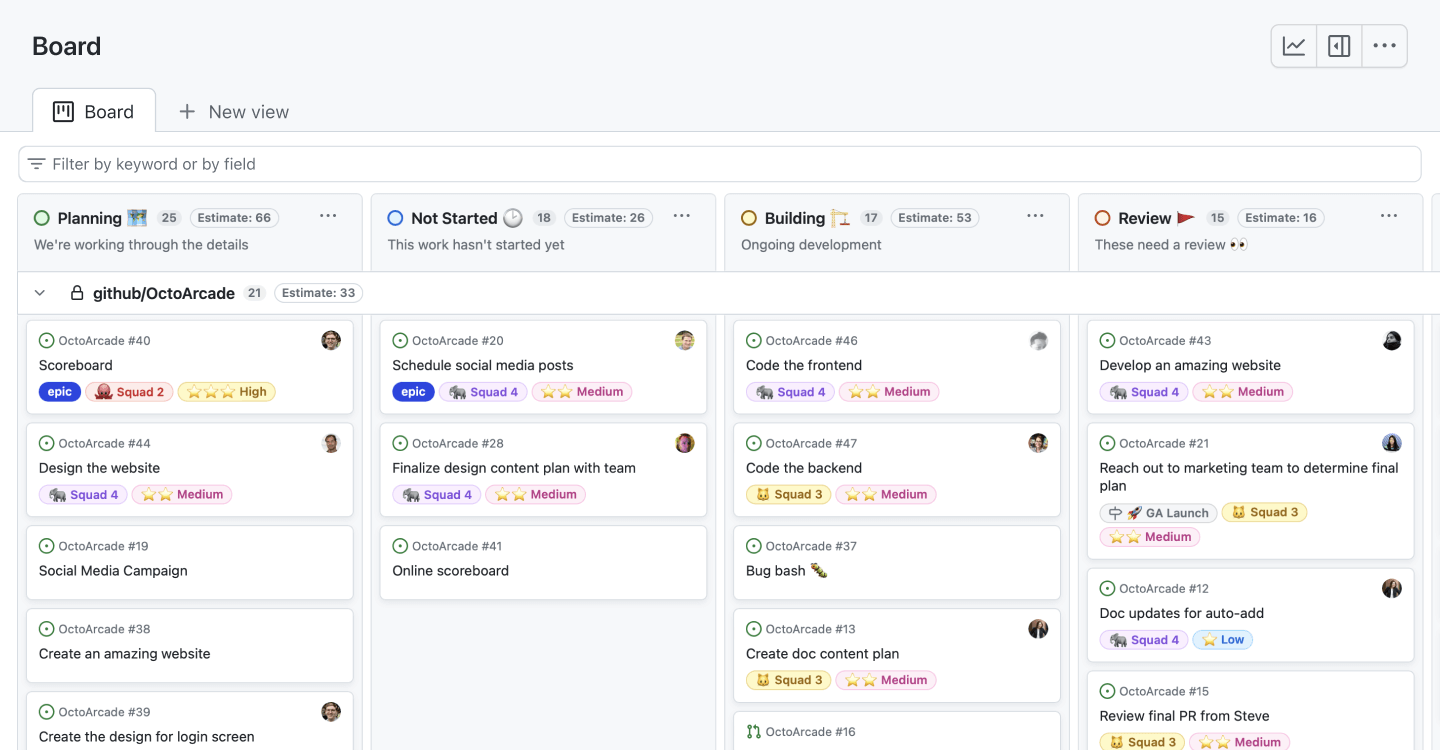 Board
Board
New view
Filter by keyword or by field
Planning 25 Estimate: 66
We're working through the details
Not Started 18 Estimate: 26
This work hasn't started yet
Building 17 Estimate: 53
Ongoing development
Review 15 Estimate: 16
These need a review
github/OctoArcade 21 Estimate: 33
OctoArcade #40
Scoreboard
epic Squad 2 High
OctoArcade #44
Design the website
Squad 4 Medium
OctoArcade #19
Social Media Campaign
OctoArcade #38
Create an amazing website
OctoArcade #39
Create the design for login screen
OctoArcade #20
Schedule social media posts
epic Squad 4 Medium
OctoArcade #28
Finalize design content plan with team
Squad 4 Medium
OctoArcade #41
Online scoreboard
OctoArcade #46
Code the frontend
Squad 4 Medium
OctoArcade #47
Code the backend
Squad 3 Medium
OctoArcade #37
Bug bash
OctoArcade #13
Create doc content plan
Squad 3 Medium
OctoArcade #16
OctoArcade #43
Develop an amazing website
Squad 4 Medium
OctoArcade #21
Reach out to marketing team to determine final
plan
GA Launch Squad 3
Medium
OctoArcade #12
Doc updates for auto-add
Squad 4 Low
OctoArcade #15
Review final PR from Steve
Squad 3 Medium